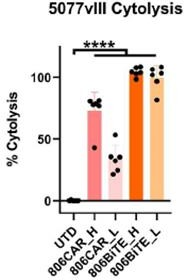 5077vIII Cytolysis
****
% Cytolysis
100
50
0
UTD
806CAR_H
806CAR_L
806BiTE_H
806BiTE_L